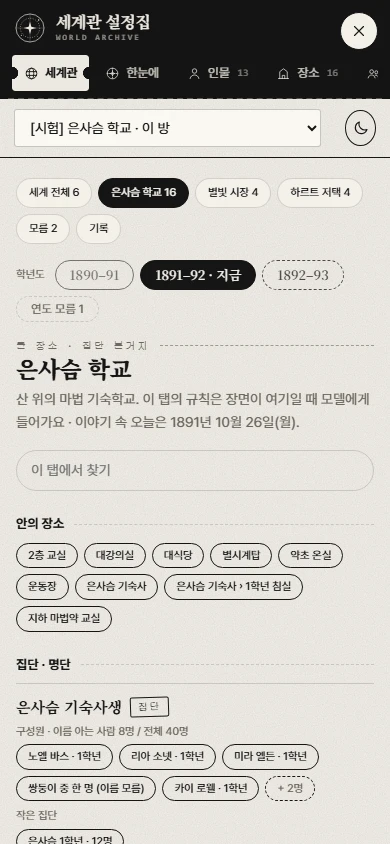 은사슴 학교 설정집
WORLD ARCHIVE
세계관
한눈에
인물 13
장소 16
[시험] 은사슴 학교 · 이 방
세계 전체 6
은사슴 학교 16
별빛 시장 4
하르트 저택 4
모름 2
기록
학년도
1890–91
1891–92 · 지금
1892–93
연도 모름 1
큰 장소 · 집단 본거지
은사슴 학교
산 위의 마법 기숙학교. 이 탭의 규칙은 장면이 여기일 때 모델에게
들어가요 · 이야기 속 오늘은 1891년 10월 26일(월).
이 탭에서 찾기
안의 장소
2층 교실
대강의실
대식당
별시계탑
약초 온실
운동장
은사슴 기숙사
은사슴 기숙사 › 1학년 침실
지하 마법약 교실
집단 · 명단
은사슴 기숙사생
집단
구성원 · 이름 아는 사람 8명 / 전체 40명
노엘 바스 · 1학년
리아 소넷 · 1학년
미라 엘든 · 1학년
쌍둥이 중 한 명 (이름 모름)
카이 로웰 · 1학년
+ 2명
작은 집단
은사슴 1학년 · 12명